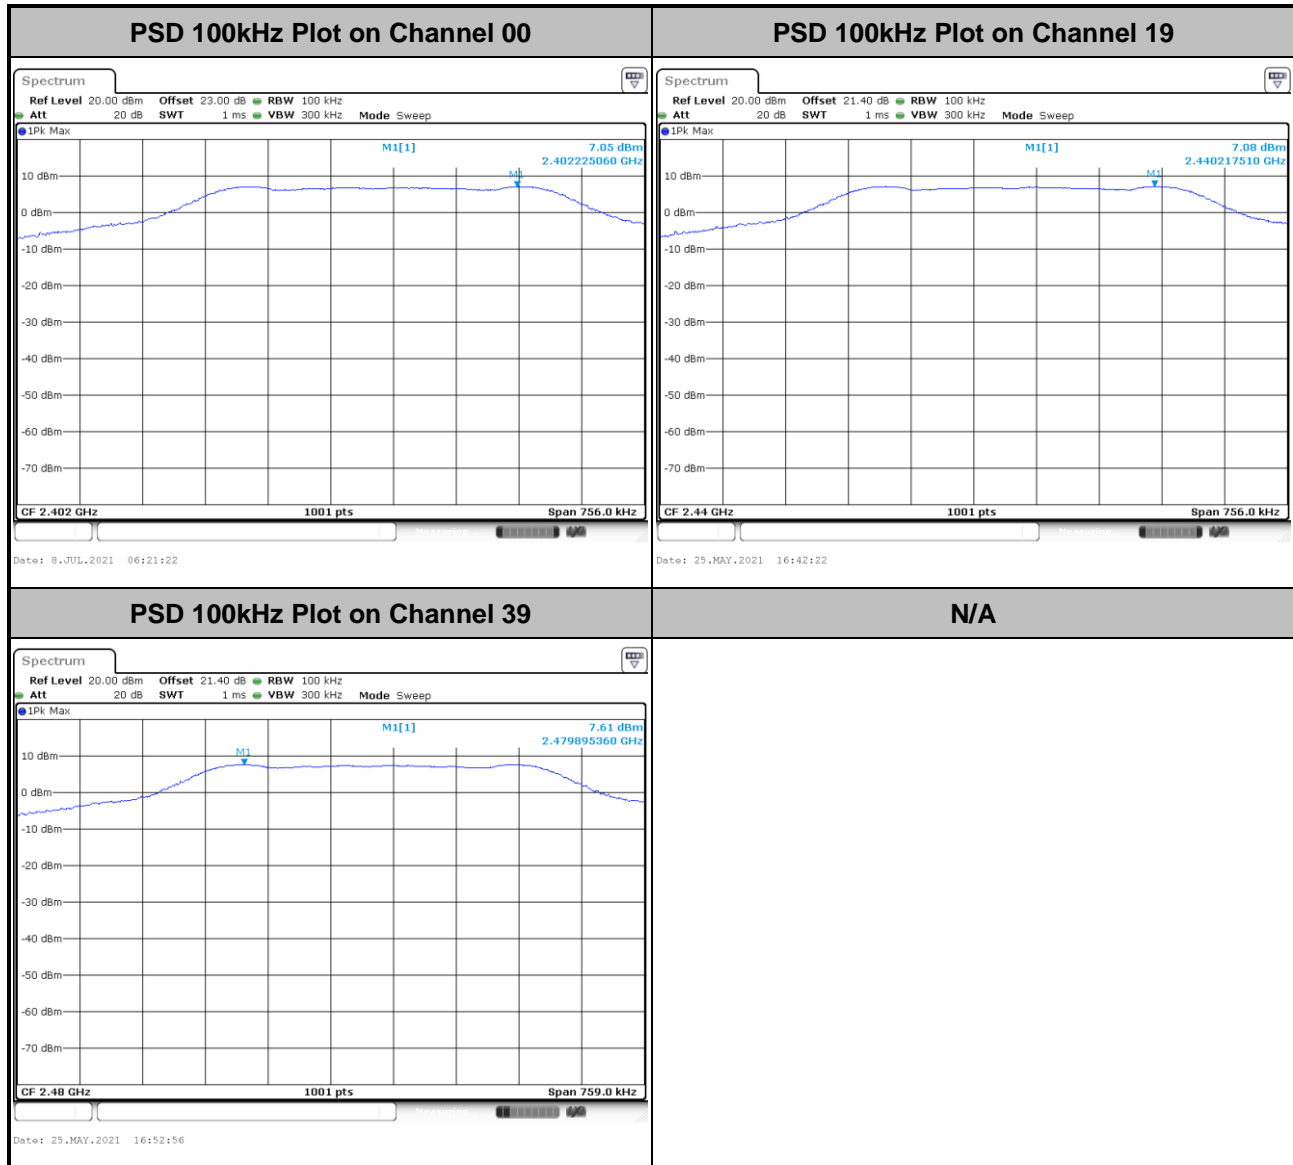 PSD 100kHz Plot on Channel 00
PSD 100kHz Plot on Channel 19
Spectrum
Ref Level 20.00 dBm Offset 23.00 dB RBW 100 kHz
Att 20 dB SWT 1 ms VBW 300 kHz Mode Sweep
1Pk Max
M1[1] 7.05 dBm
2.402225060 GHz
M1
10 dBm
0 dBm
-10 dBm
-20 dBm
-30 dBm
-40 dBm
-50 dBm
-60 dBm
-70 dBm
CF 2.402 GHz 1001 pts Span 756.0 kHz
Measuring
Date: 8.JUL.2021 06:21:22
Spectrum
Ref Level 20.00 dBm Offset 21.40 dB RBW 100 kHz
Att 20 dB SWT 1 ms VBW 300 kHz Mode Sweep
1Pk Max
M1[1] 7.08 dBm
2.440217510 GHz
M1
10 dBm
0 dBm
-10 dBm
-20 dBm
-30 dBm
-40 dBm
-50 dBm
-60 dBm
-70 dBm
CF 2.44 GHz 1001 pts Span 756.0 kHz
Measuring
Date: 25.MAY.2021 16:42:22
PSD 100kHz Plot on Channel 39
N/A
Spectrum
Ref Level 20.00 dBm Offset 21.40 dB RBW 100 kHz
Att 20 dB SWT 1 ms VBW 300 kHz Mode Sweep
1Pk Max
M1[1] 7.61 dBm
2.479895360 GHz
M1
10 dBm
0 dBm
-10 dBm
-20 dBm
-30 dBm
-40 dBm
-50 dBm
-60 dBm
-70 dBm
CF 2.48 GHz 1001 pts Span 759.0 kHz
Measuring
Date: 25.MAY.2021 16:52:56